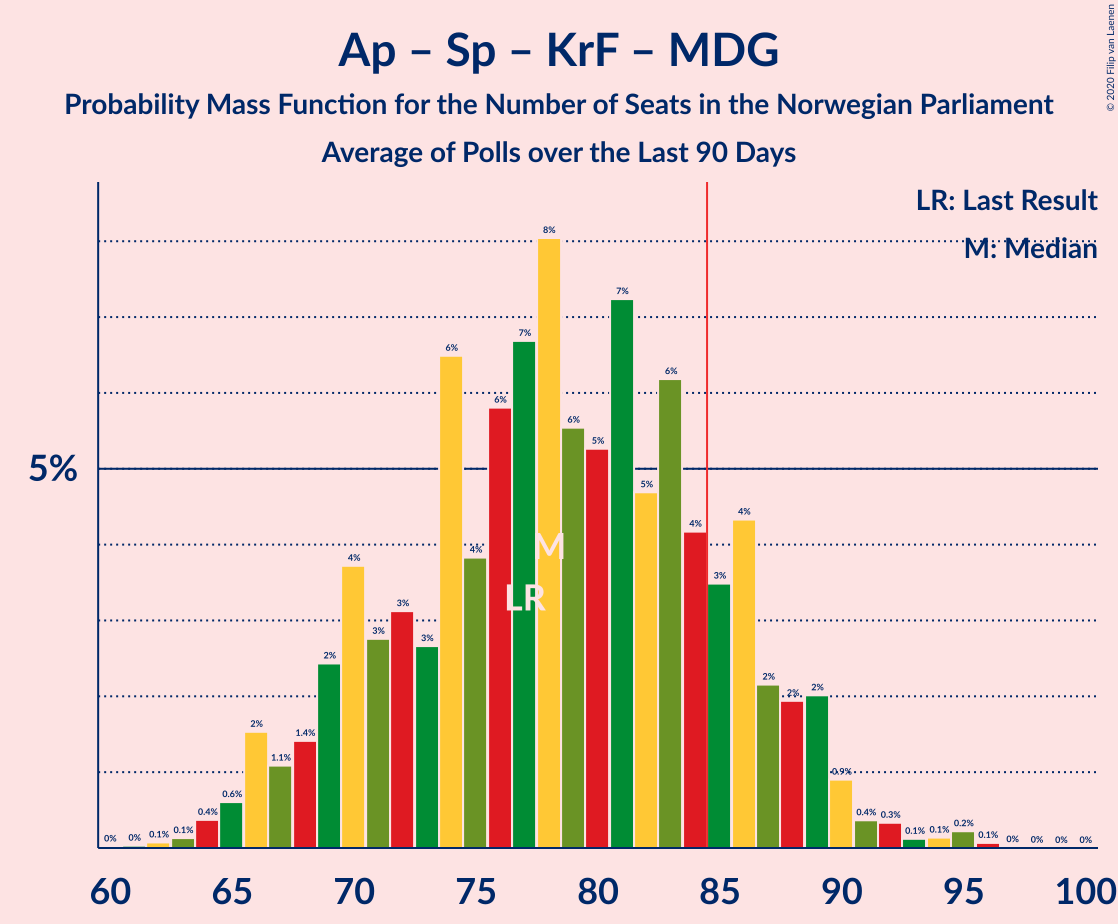 Ap – Sp – KrF – MDG
Probability Mass Function for the Number of Seats in the Norwegian Parliament
Average of Polls over the Last 90 Days
© 2020 Filip van Laenen
LR: Last Result
M: Median
5%
0% 0% 0.1% 0.1% 0.4% 0.6% 2% 1.1% 1.4% 2% 4% 3% 3% 3% 6% 4% 6% 7% 8% 6% 5% 7% 5% 6% 4% 3% 4% 2% 2% 2% 0.9% 0.4% 0.3% 0.1% 0.1% 0.2% 0.1% 0% 0% 0% 0%
M
LR
60 65 70 75 80 85 90 95 100